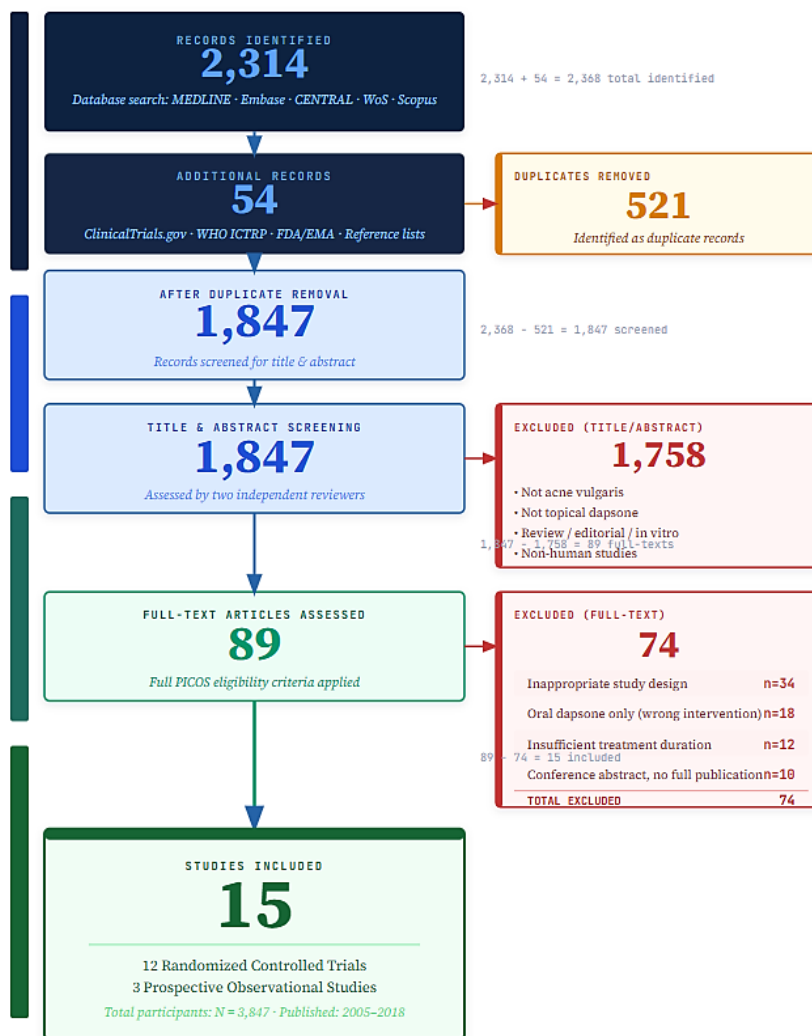 RECORDS IDENTIFIED
2,314
Database search: MEDLINE · Embase · CENTRAL · WoS · Scopus
2,314 + 54 = 2,368 total identified
ADDITIONAL RECORDS
54
ClinicalTrials.gov · WHO ICTRP · FDA/EMA · Reference lists
DUPLICATES REMOVED
521
Identified as duplicate records
AFTER DUPLICATE REMOVAL
1,847
Records screened for title & abstract
2,368 - 521 = 1,847 screened
TITLE & ABSTRACT SCREENING
1,847
Assessed by two independent reviewers
EXCLUDED (TITLE/ABSTRACT)
1,758
• Not acne vulgaris
• Not topical dapsone
• Review / editorial / in vitro
1,847 - 1,758 = 89 full-texts
• Non-human studies
FULL-TEXT ARTICLES ASSESSED
89
Full PICOS eligibility criteria applied
EXCLUDED (FULL-TEXT)
74
Inappropriate study design n=34
Oral dapsone only (wrong intervention) n=18
Insufficient treatment duration n=12
89 - 74 = 15 included
Conference abstract, no full publication n=10
TOTAL EXCLUDED 74
STUDIES INCLUDED
15
12 Randomized Controlled Trials
3 Prospective Observational Studies
Total participants: N = 3,847 · Published: 2005–2018